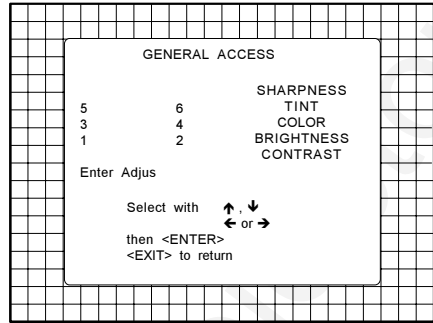 GENERAL ACCESS
SHARPNESS
5 6 TINT
3 4 COLOR
1 2 BRIGHTNESS
CONTRAST
Enter Adjus
Select with ↑ , ↓
← or →
then <ENTER>
<EXIT> to return